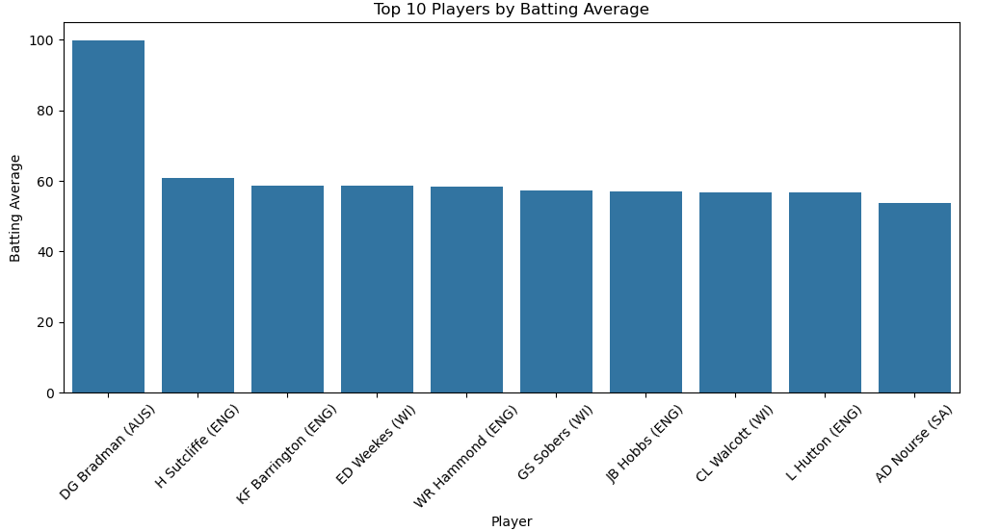 Top 10 Players by Batting Average
Batting Average
100
80
60
40
20
0
DG Bradman (AUS)
H Sutcliffe (ENG)
KF Barrington (ENG)
ED Weekes (WI)
WR Hammond (ENG)
GS Sobers (WI)
JB Hobbs (ENG)
CL Walcott (WI)
L Hutton (ENG)
AD Nourse (SA)
Player